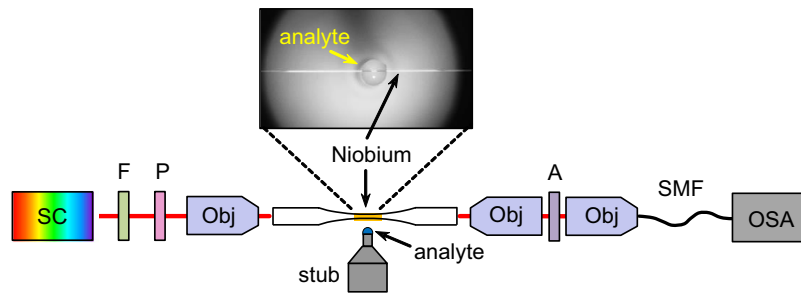 analyte
Niobium
F
P
A
SMF
SC
Obj
Obj
Obj
OSA
analyte
stub